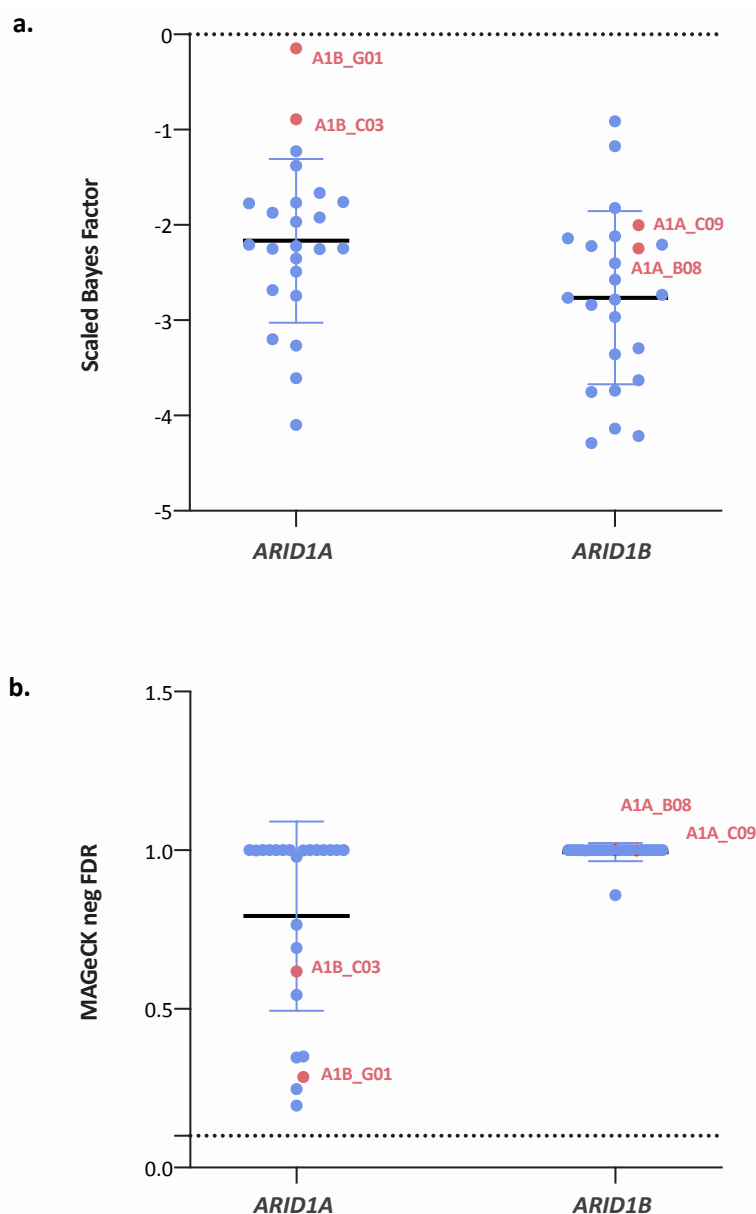 a.
0
A1B_G01
A1B_C03
-1
A1A_C09
-2
A1A_B08
Scaled Bayes Factor
-3
-4
-5
ARID1A
ARID1B
b.
1.5
A1A_B08
A1A_C09
1.0
MAGeCK neg FDR
A1B_C03
0.5
A1B_G01
0.0
ARID1A
ARID1B